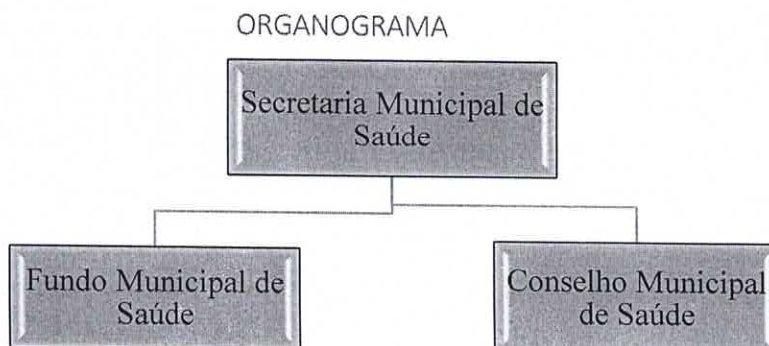 ORGANOGRAMA
Secretaria Municipal de
Saúde
Fundo Municipal de
Saúde
Conselho Municipal
de Saúde